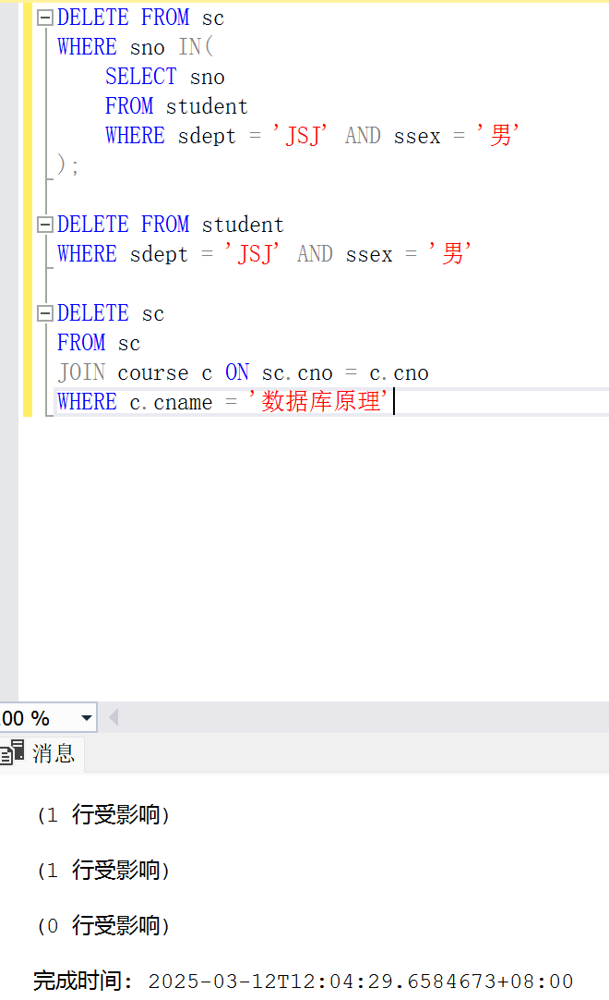 DELETE FROM sc
WHERE sno IN(
SELECT sno
FROM student
WHERE sdept = 'JSJ' AND ssex = '男'
);
DELETE FROM student
WHERE sdept = 'JSJ' AND ssex = '男'
DELETE sc
FROM sc
JOIN course c ON sc.cno = c.cno
WHERE c.cname = '数据库原理'
00 %
消息
(1 行受影响)
(1 行受影响)
(0 行受影响)
完成时间: 2025-03-12T12:04:29.6584673+08:00